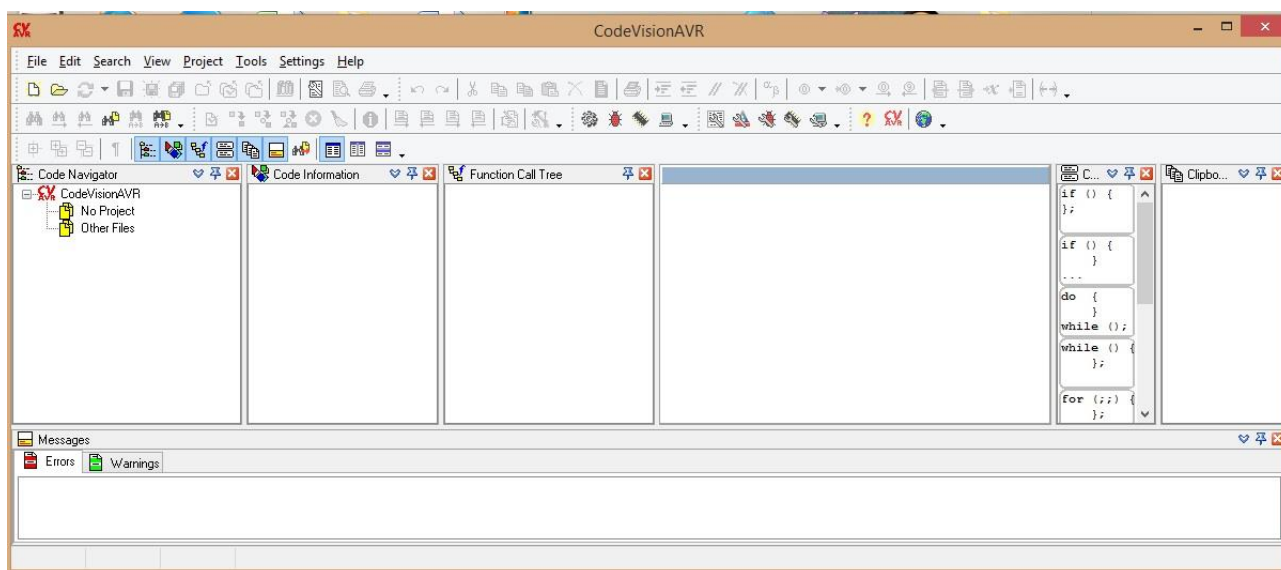 CodeVisionAVR
File Edit Search View Project Tools Settings Help
Code Navigator
CodeVisionAVR
No Project
Other Files
Code Information
Function Call Tree
C...
if () {
};
if () {
}
...
do {
}
while ();
while () {
};
for (;;) {
};
Clipbo...
Messages
Errors Warnings